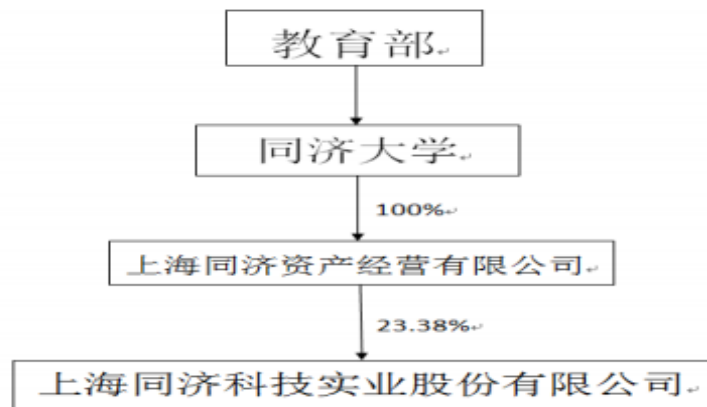 教育部
同济大学
100%
上海同济资产经营有限公司
23.38%
上海同济科技实业股份有限公司